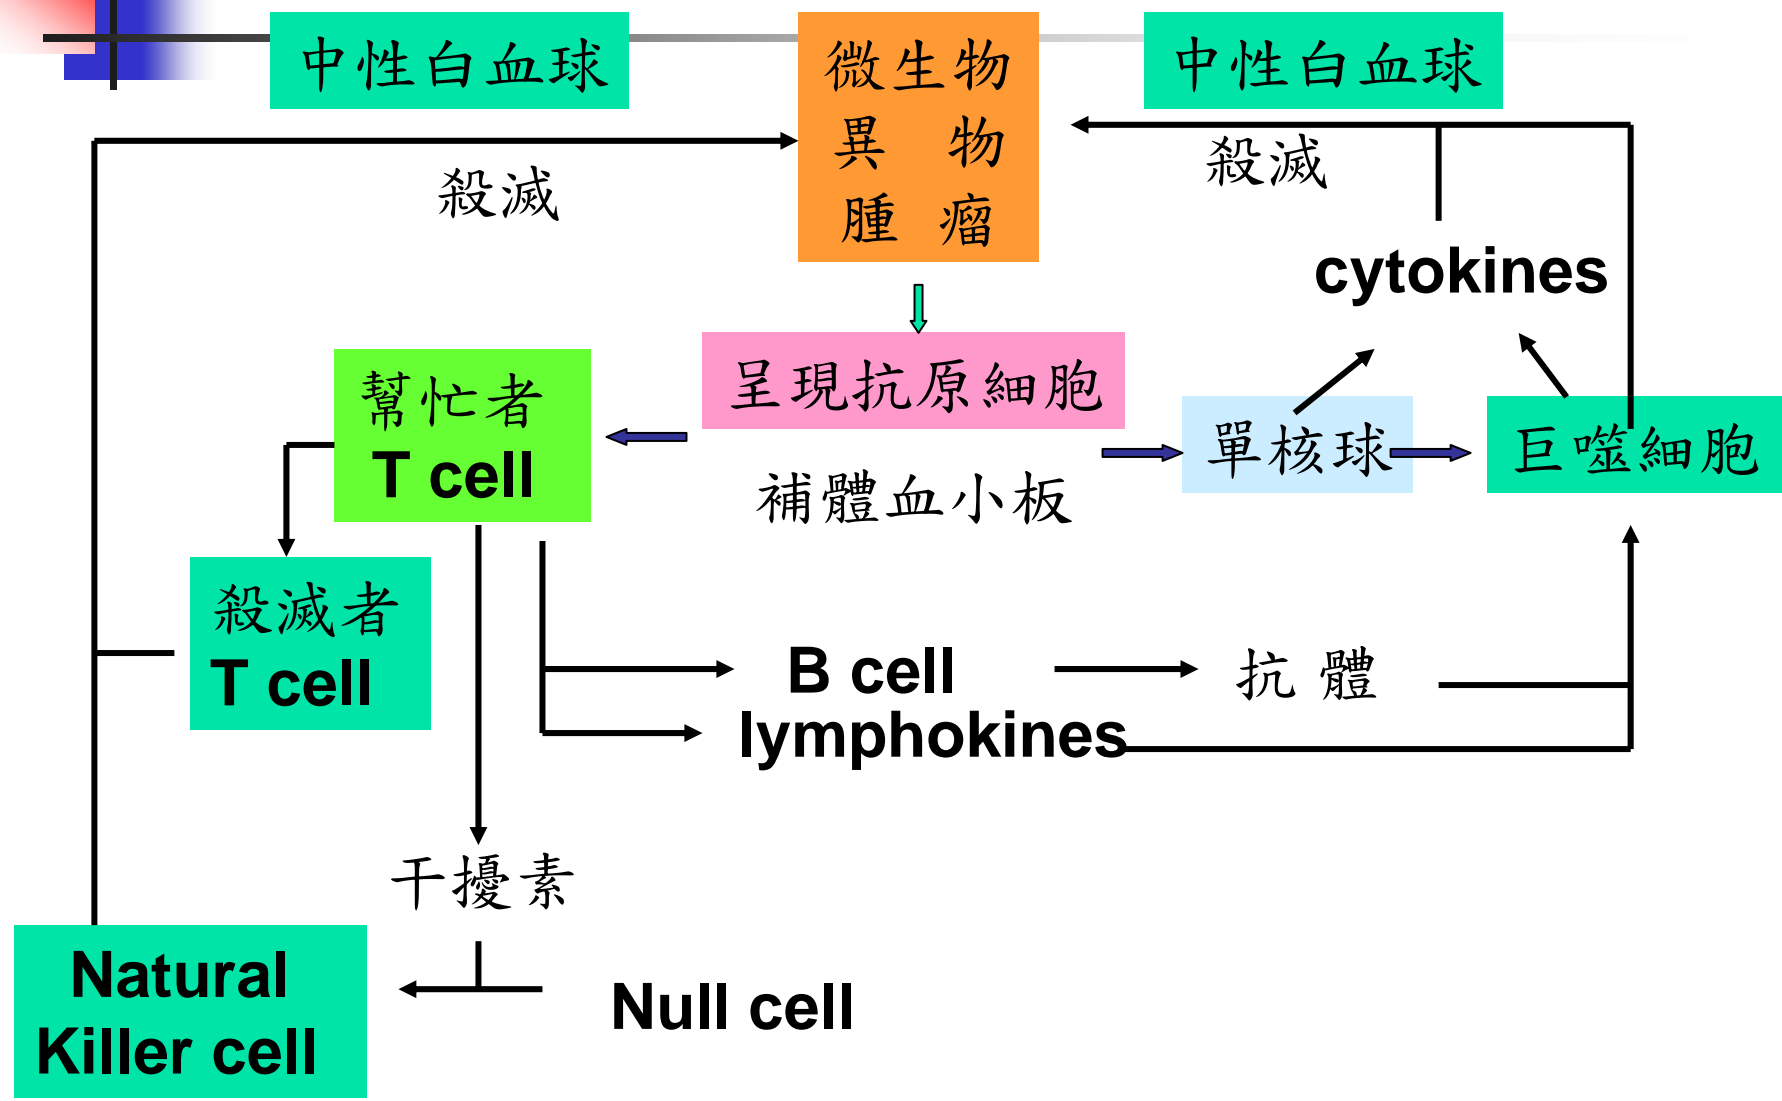 中性白血球
微生物
異 物
腫 瘤
中性白血球
殺滅
殺滅
cytokines
呈現抗原細胞
幫忙者
T cell
單核球
巨噬細胞
補體血小板
殺滅者
T cell
B cell
抗 體
lymphokines
干擾素
Natural
Killer cell
Null cell